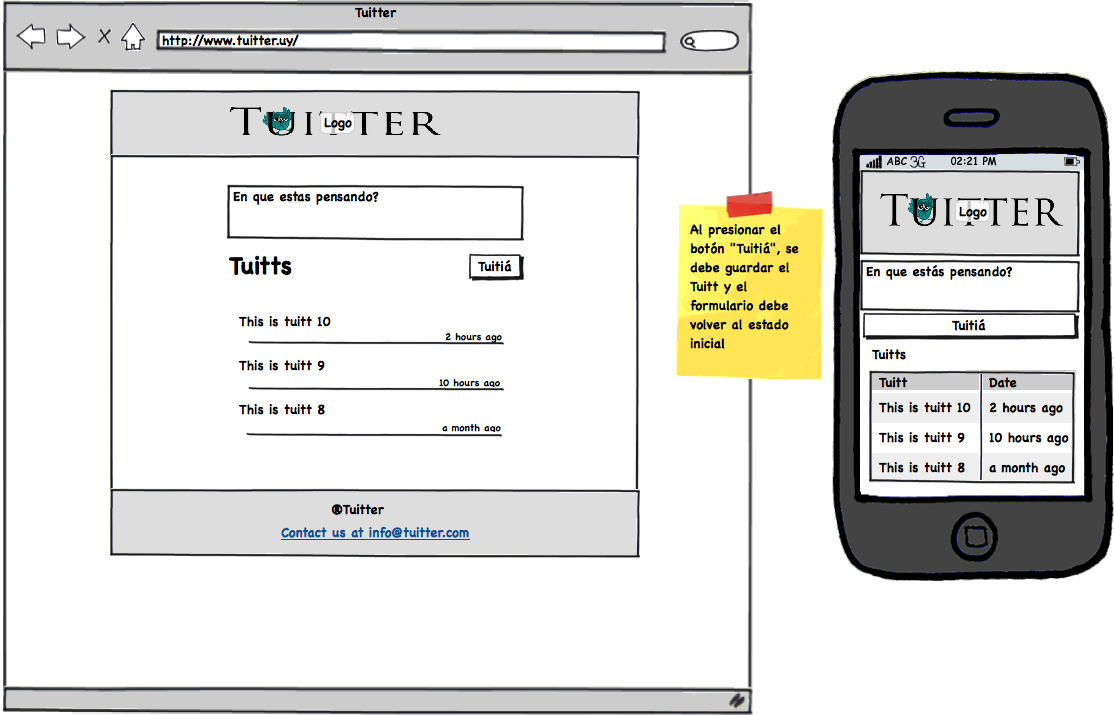 Tuitter
http://www.tuitter.uy/
TUITTER
Logo
En que estas pensando?
Tuitts
Tuitiá
This is tuitt 10
2 hours ago
This is tuitt 9
10 hours ago
This is tuitt 8
a month ago
®Tuitter
Contact us at info@tuitter.com
Al presionar el
botón "Tuitiá", se
debe guardar el
Tuitt y el
formulario debe
volver al estado
inicial
ABC 3G 02:21 PM
TUITTER
Logo
En que estás pensando?
Tuitiá
Tuitts
Tuitt Date
This is tuitt 10 2 hours ago
This is tuitt 9 10 hours ago
This is tuitt 8 a month ago